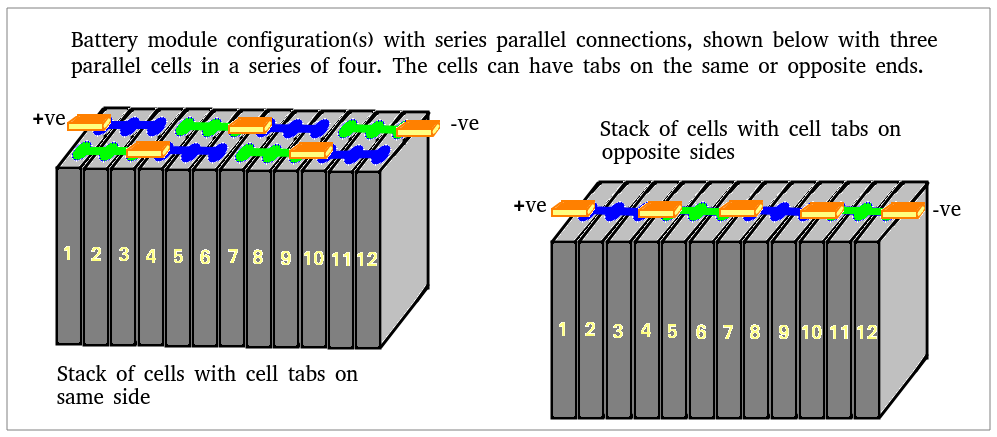 Battery module configuration(s) with series parallel connections, shown below with three
parallel cells in a series of four. The cells can have tabs on the same or opposite ends.
+ve
-ve
1 2 3 4 5 6 7 8 9 10 11 12
Stack of cells with cell tabs on
same side
Stack of cells with cell tabs on
opposite sides
+ve
-ve
1 2 3 4 5 6 7 8 9 10 11 12